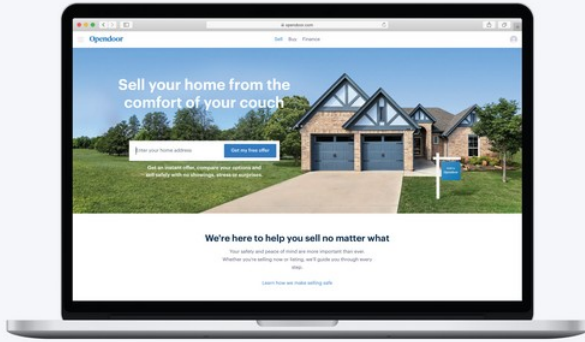 opendoor.com
Opendoor
Sell Buy Finance
Sell your home from the
comfort of your couch
Enter your home address
Get my free offer
Get an instant offer, compare your options and
sell safely with no showings, stress or surprises.
We're here to help you sell no matter what
Your safety and peace of mind are more important than ever.
Whether you're selling now or listing, we'll guide you through every
step.
Learn how we make selling safe